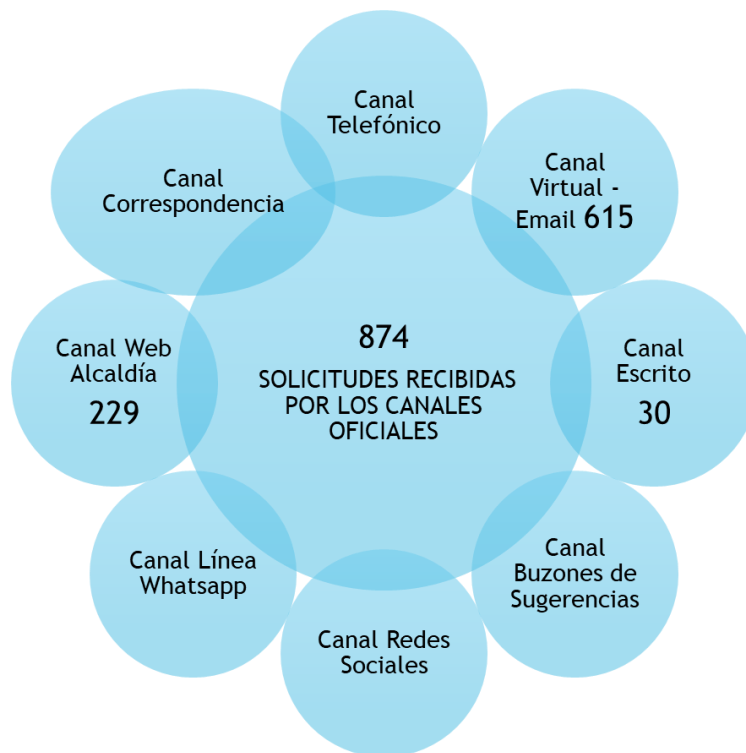 Canal
Telefónico
Canal
Virtual -
Email 615
Canal
Escrito
30
Canal
Buzones de
Sugerencias
Canal Redes
Sociales
Canal Línea
Whatsapp
Canal Web
Alcaldía
229
Canal
Correspondencia
874
SOLICITUDES RECIBIDAS
POR LOS CANALES
OFICIALES